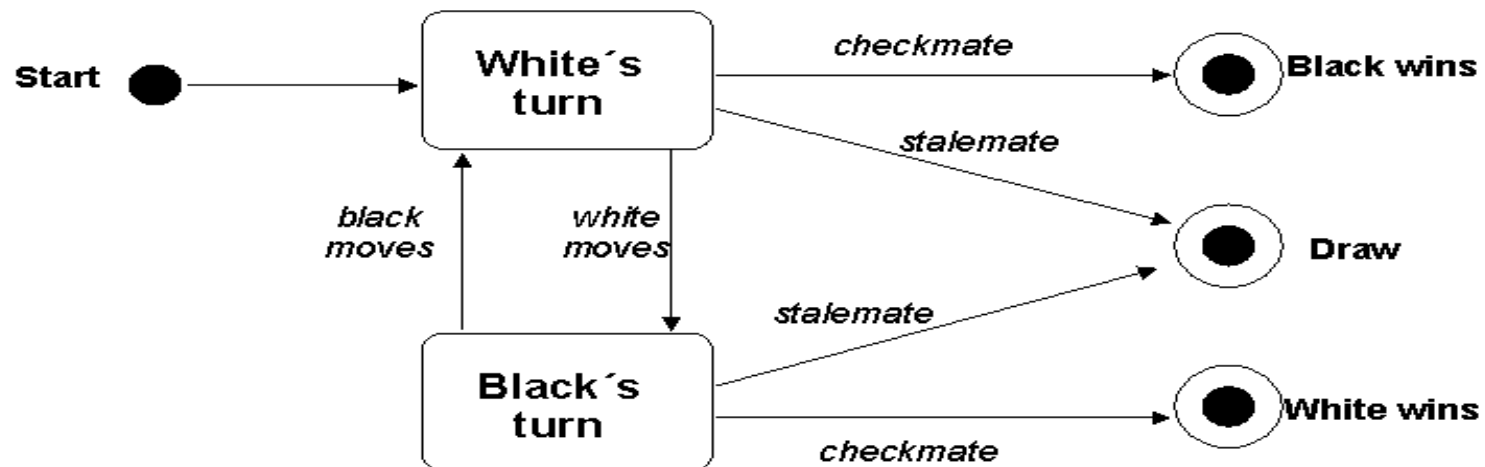 Start
White´s
turn
checkmate
Black wins
stalemate
black
moves
white
moves
Draw
stalemate
Black´s
turn
White wins
checkmate